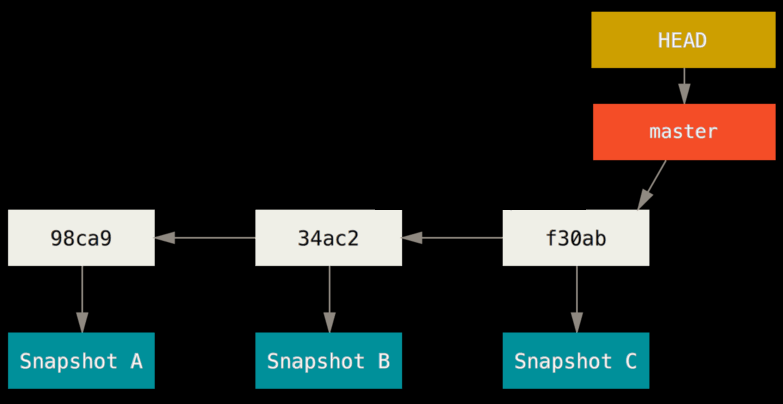 HEAD
master
98ca9
34ac2
f30ab
Snapshot A
Snapshot B
Snapshot C